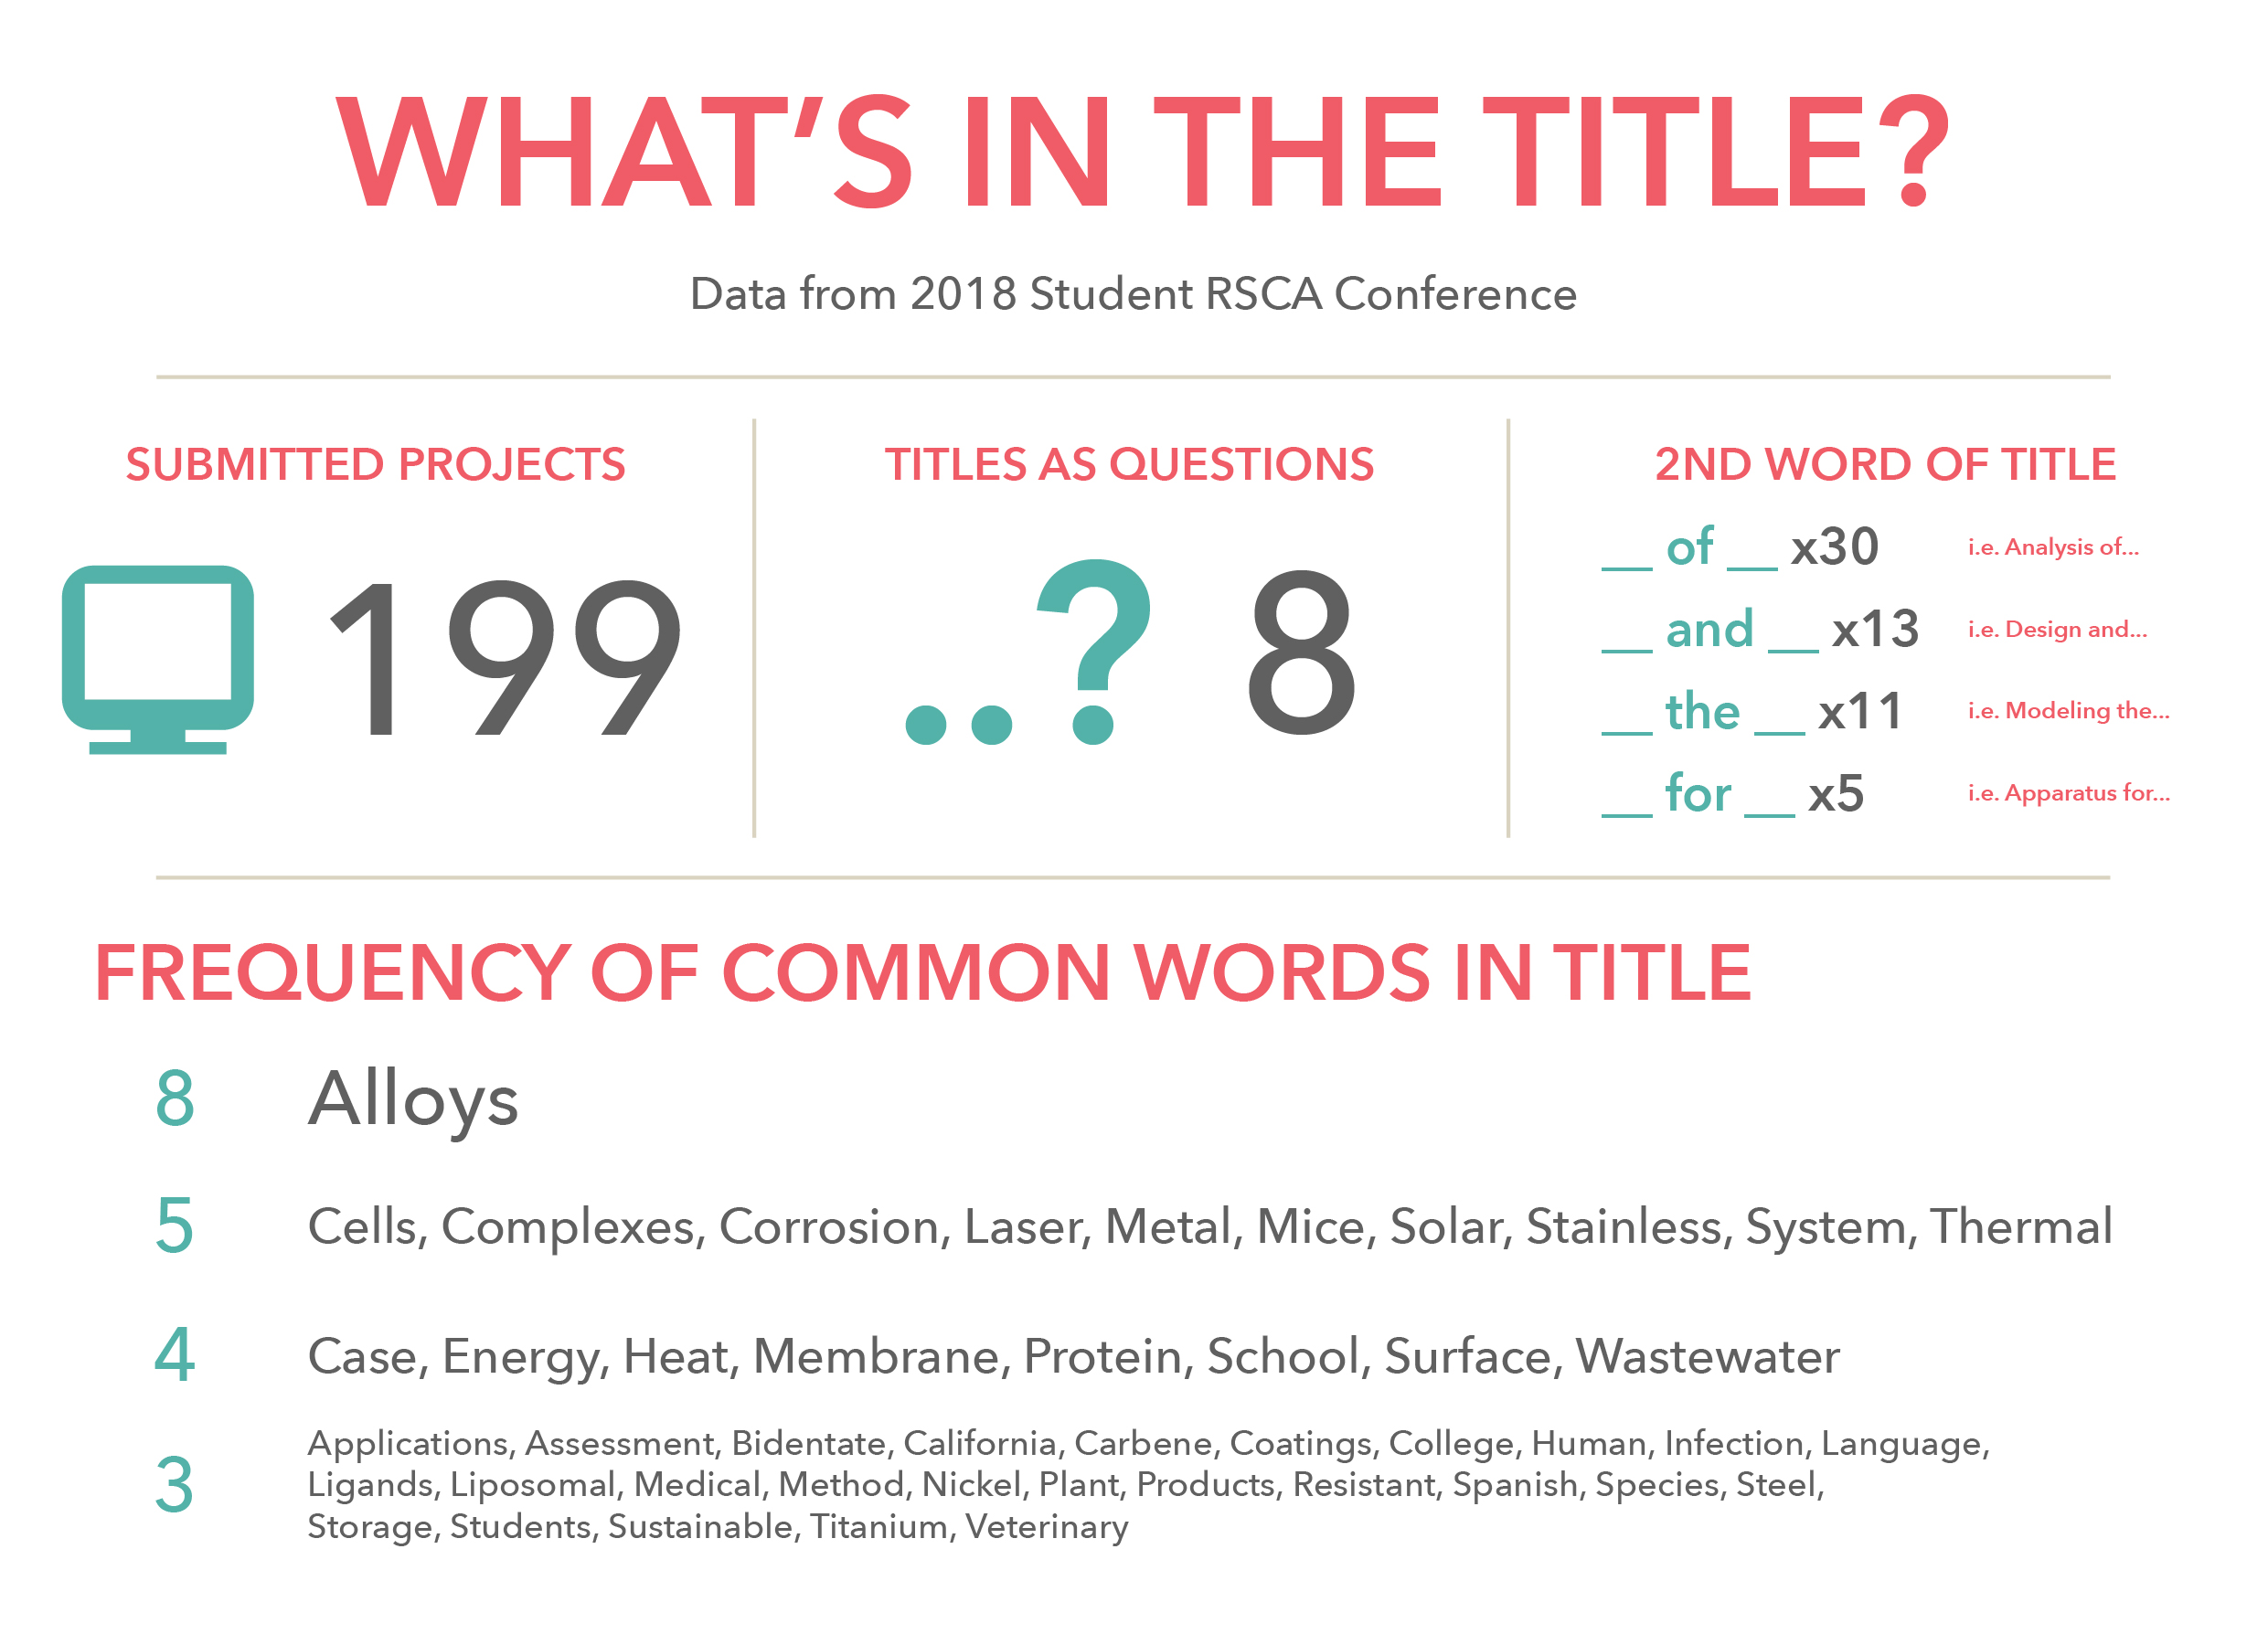 WHAT'S IN THE TITLE?
Data from 2018 Student RSCA Conference
SUBMITTED PROJECTS
199
TITLES AS QUESTIONS
..? 8
2ND WORD OF TITLE
__ of __ x30 i.e. Analysis of...
__ and __ x13 i.e. Design and...
__ the __ x11 i.e. Modeling the...
__ for __ x5 i.e. Apparatus for...
FREQUENCY OF COMMON WORDS IN TITLE
8 Alloys
5 Cells, Complexes, Corrosion, Laser, Metal, Mice, Solar, Stainless, System, Thermal
4 Case, Energy, Heat, Membrane, Protein, School, Surface, Wastewater
3 Applications, Assessment, Bidentate, California, Carbene, Coatings, College, Human, Infection, Language,
Ligands, Liposomal, Medical, Method, Nickel, Plant, Products, Resistant, Spanish, Species, Steel,
Storage, Students, Sustainable, Titanium, Veterinary